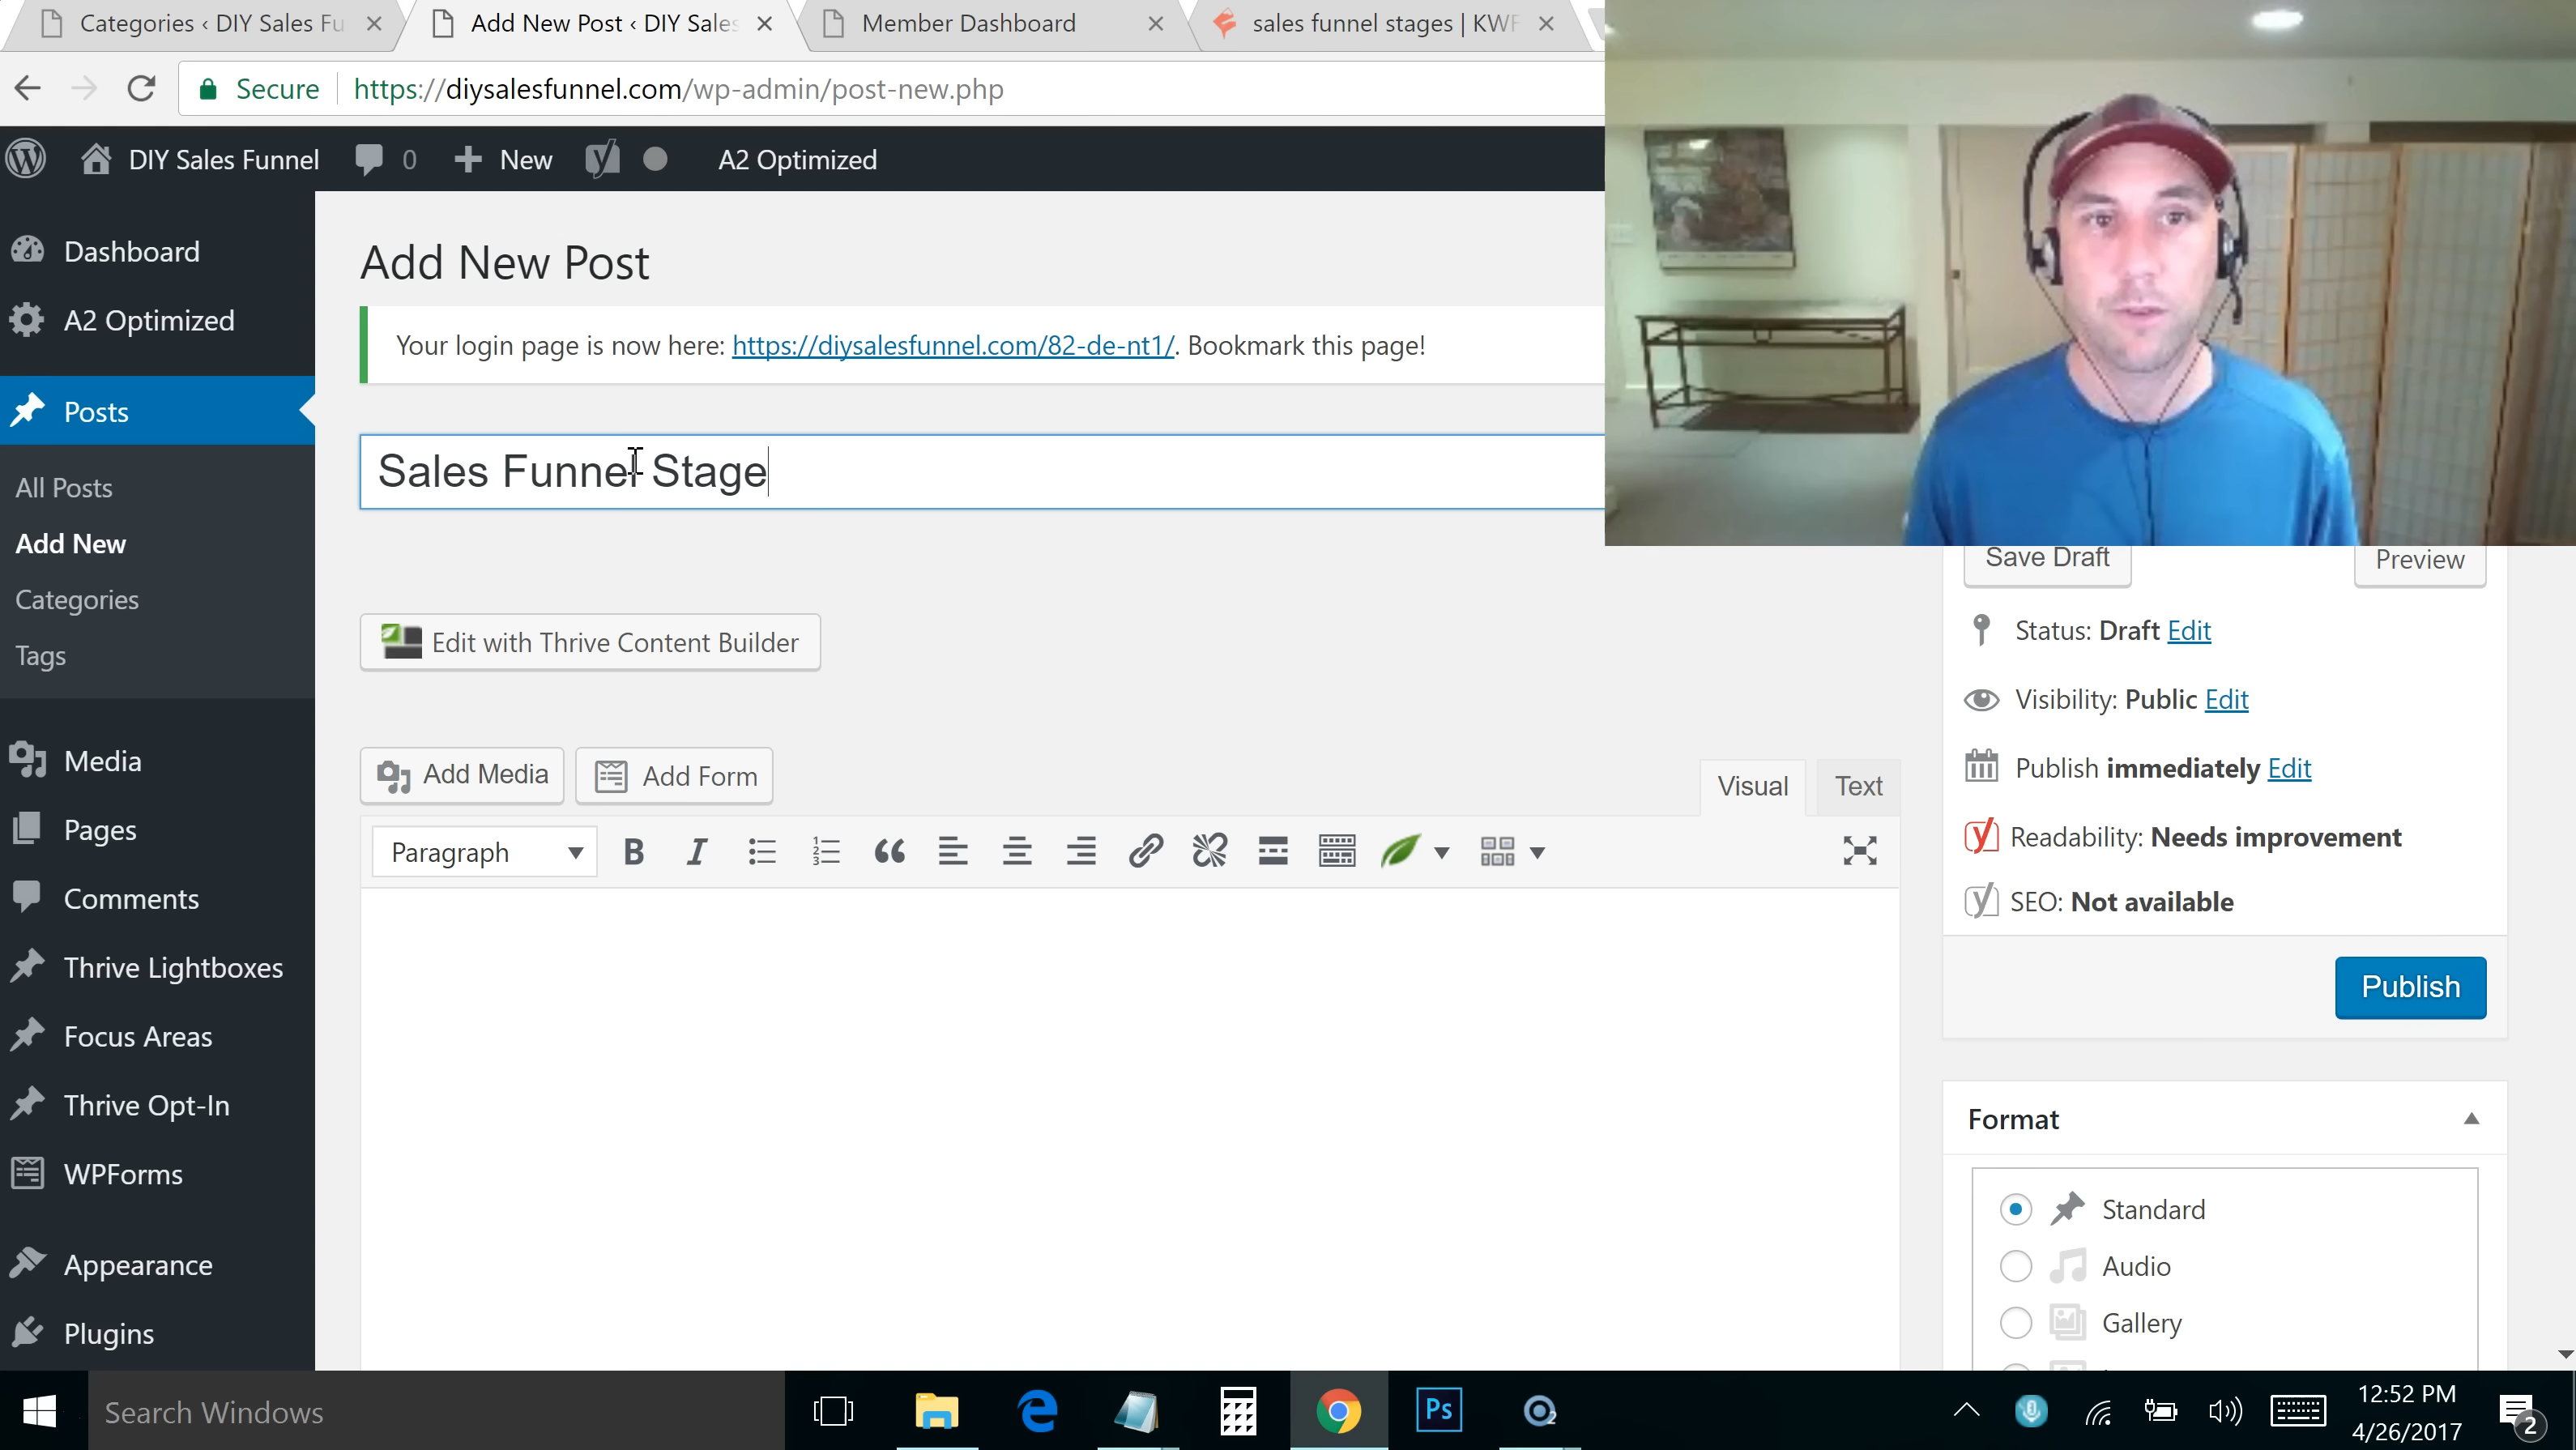 Categories ‹ DIY Sales Fu
Add New Post ‹ DIY Sales
Member Dashboard
sales funnel stages | KWF
Secure https://diysalesfunnel.com/wp-admin/post-new.php
DIY Sales Funnel 0 New A2 Optimized
Dashboard
A2 Optimized
Posts
All Posts
Add New
Categories
Tags
Media
Pages
Comments
Thrive Lightboxes
Focus Areas
Thrive Opt-In
WPForms
Appearance
Plugins
Add New Post
Your login page is now here: https://diysalesfunnel.com/82-de-nt1/. Bookmark this page!
Sales Funnel Stage
Edit with Thrive Content Builder
Add Media Add Form
Visual Text
Paragraph B I
Save Draft Preview
Status: Draft Edit
Visibility: Public Edit
Publish immediately Edit
Readability: Needs improvement
SEO: Not available
Publish
Format
Standard
Audio
Gallery
Search Windows
Ps
12:52 PM
4/26/2017
2